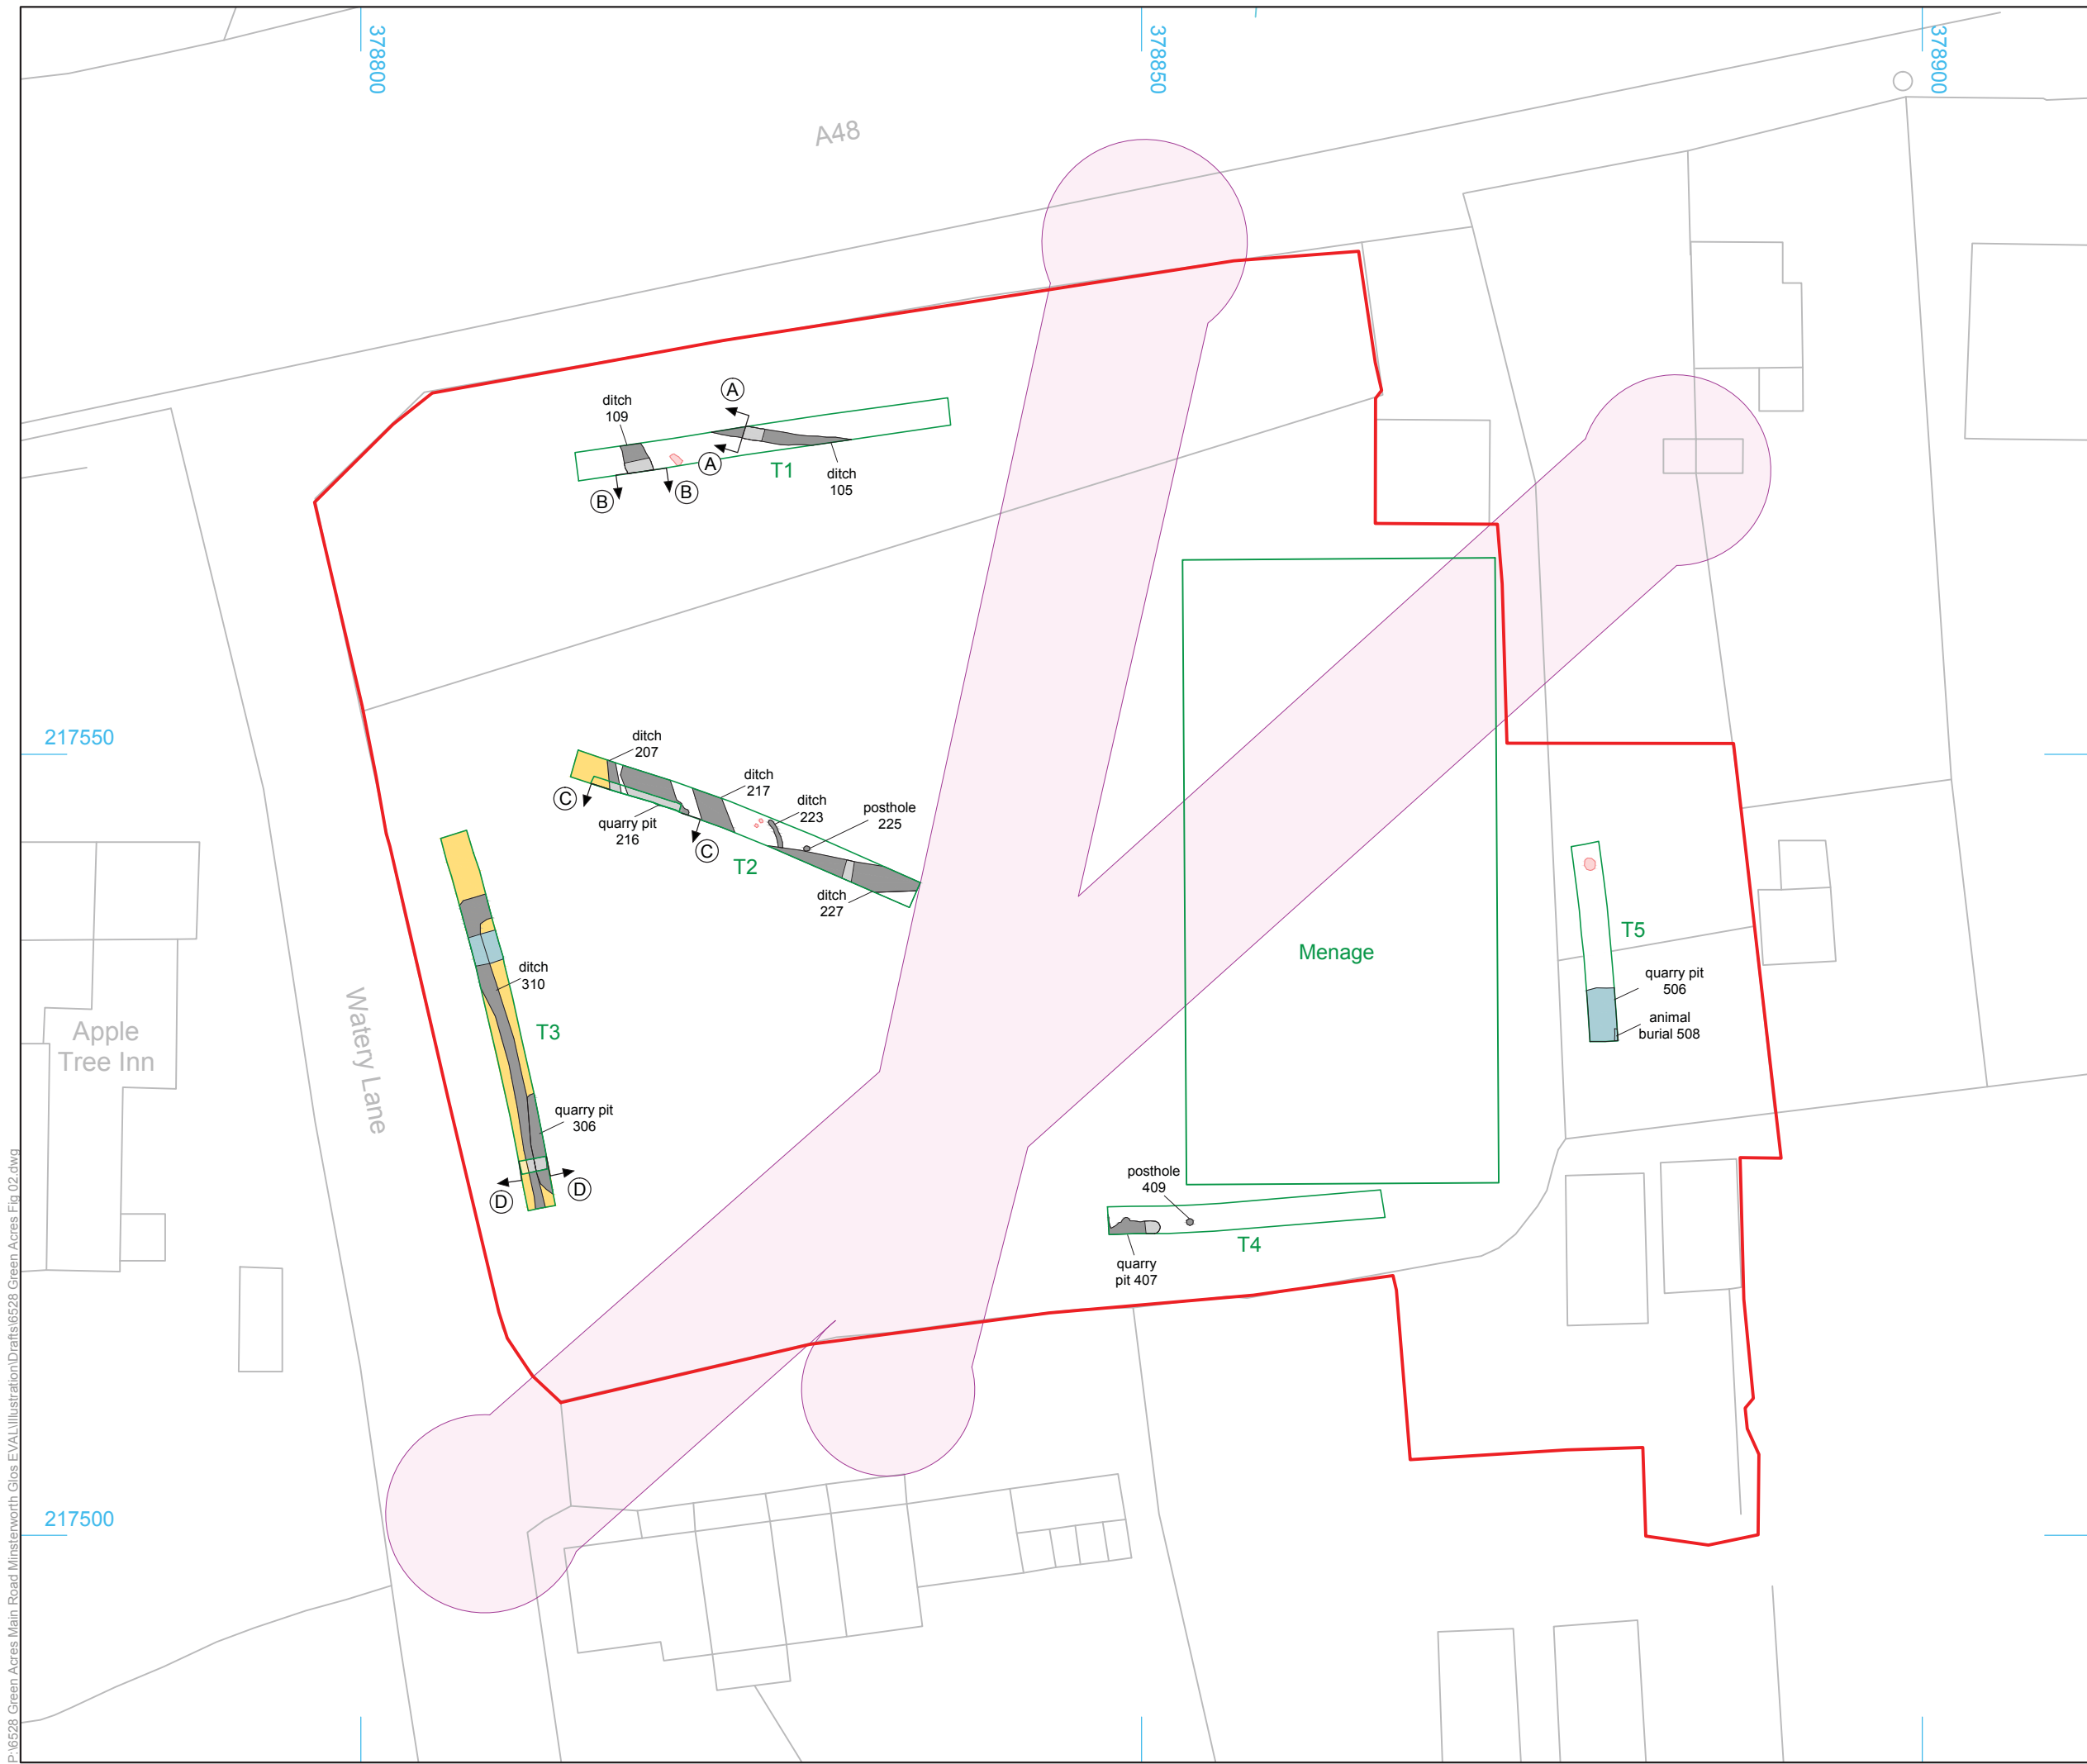 378800
378850
378900
A48
A
ditch
109
A
T1
ditch
105
B
B
217550
ditch
207
ditch
217
C
ditch
223
posthole
225
quarry pit
216
C
T2
ditch
227
T5
Menage
ditch
310
quarry pit
506
animal
burial 508
Apple
Tree Inn
Watery Lane
T3
quarry pit
306
D
D
posthole
409
T4
quarry
pit 407
217500
P:\6528 Green Acres Main Road Minsterworth Glos EVAL\Illustration\Drafts\6528 Green Acres Fig 02.dwg